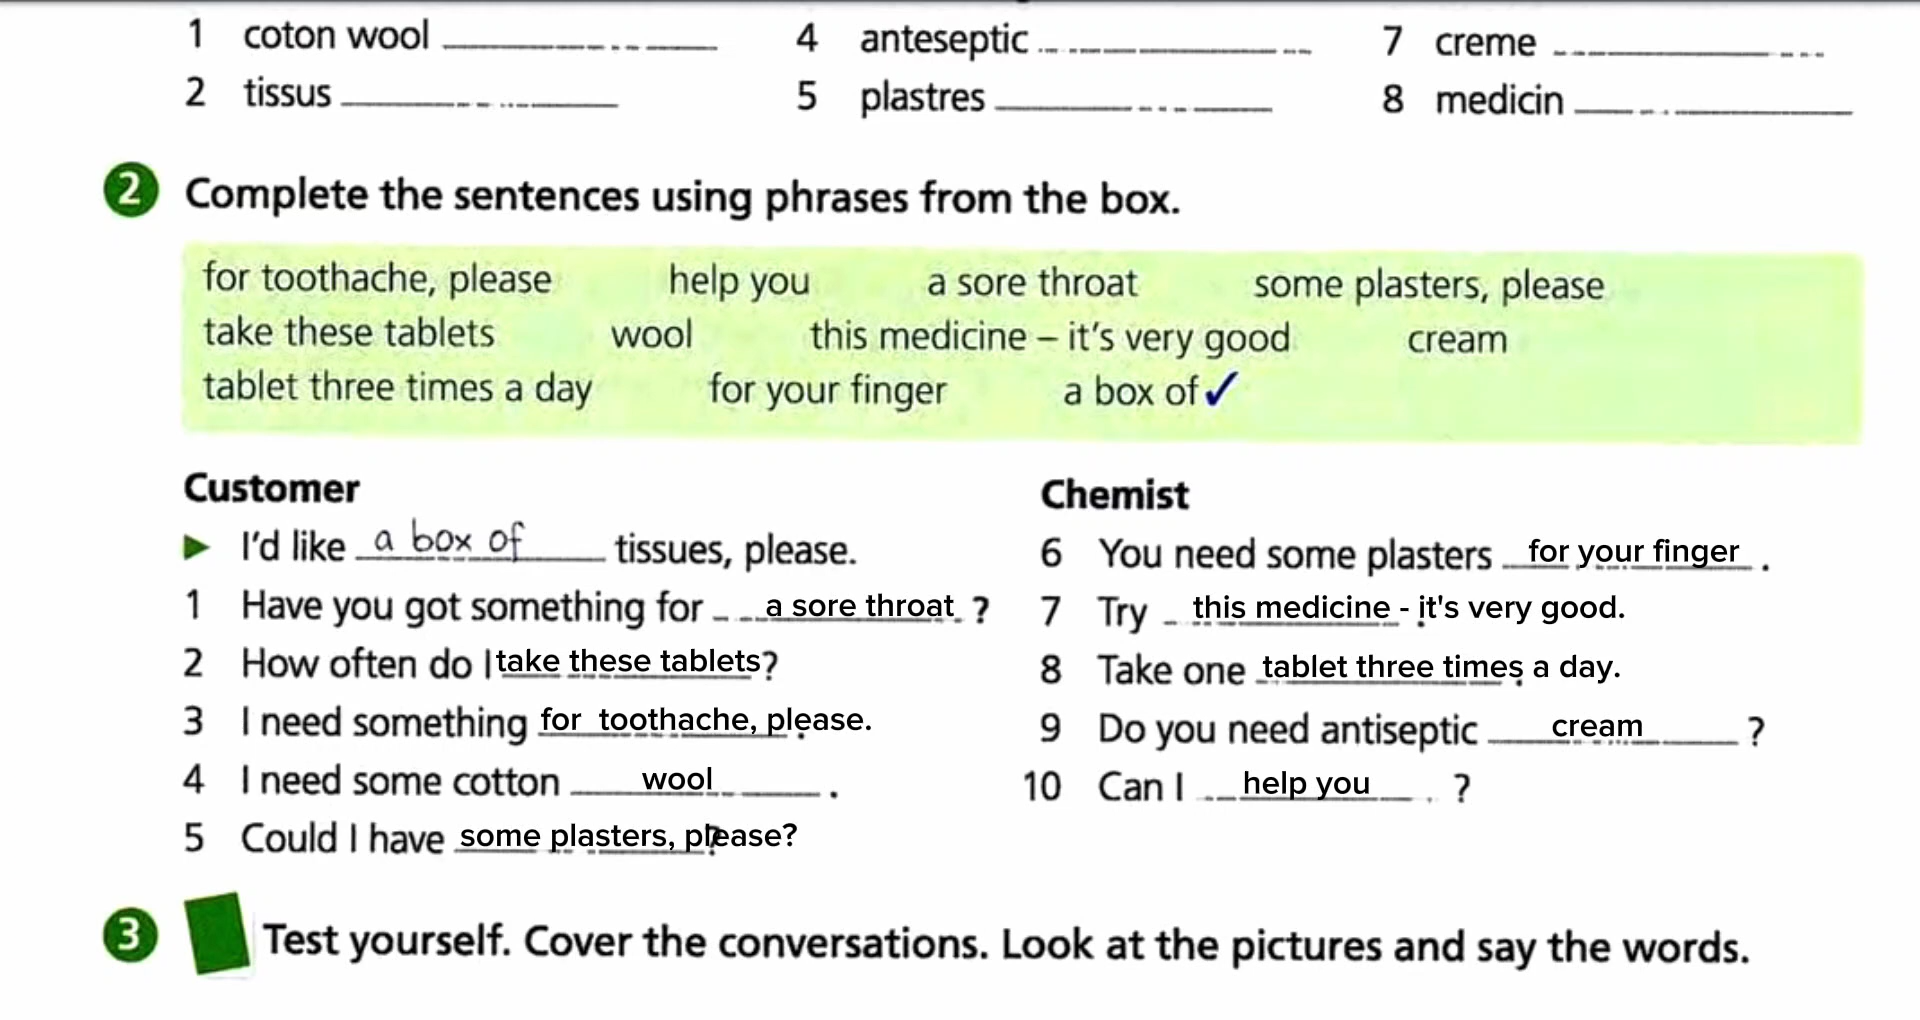 1 coton wool
4 anteseptic
7 creme
2 tissus
5 plastres
8 medicin
2 Complete the sentences using phrases from the box.
for toothache, please help you a sore throat some plasters, please
take these tablets wool this medicine – it's very good cream
tablet three times a day for your finger a box of ✓
Customer
► I'd like a box of tissues, please.
1 Have you got something for a sore throat ?
2 How often do I take these tablets?
3 I need something for toothache, please.
4 I need some cotton wool .
5 Could I have some plasters, please?
Chemist
6 You need some plasters for your finger .
7 Try this medicine - it's very good.
8 Take one tablet three times a day.
9 Do you need antiseptic cream ?
10 Can I help you ?
3 Test yourself. Cover the conversations. Look at the pictures and say the words.